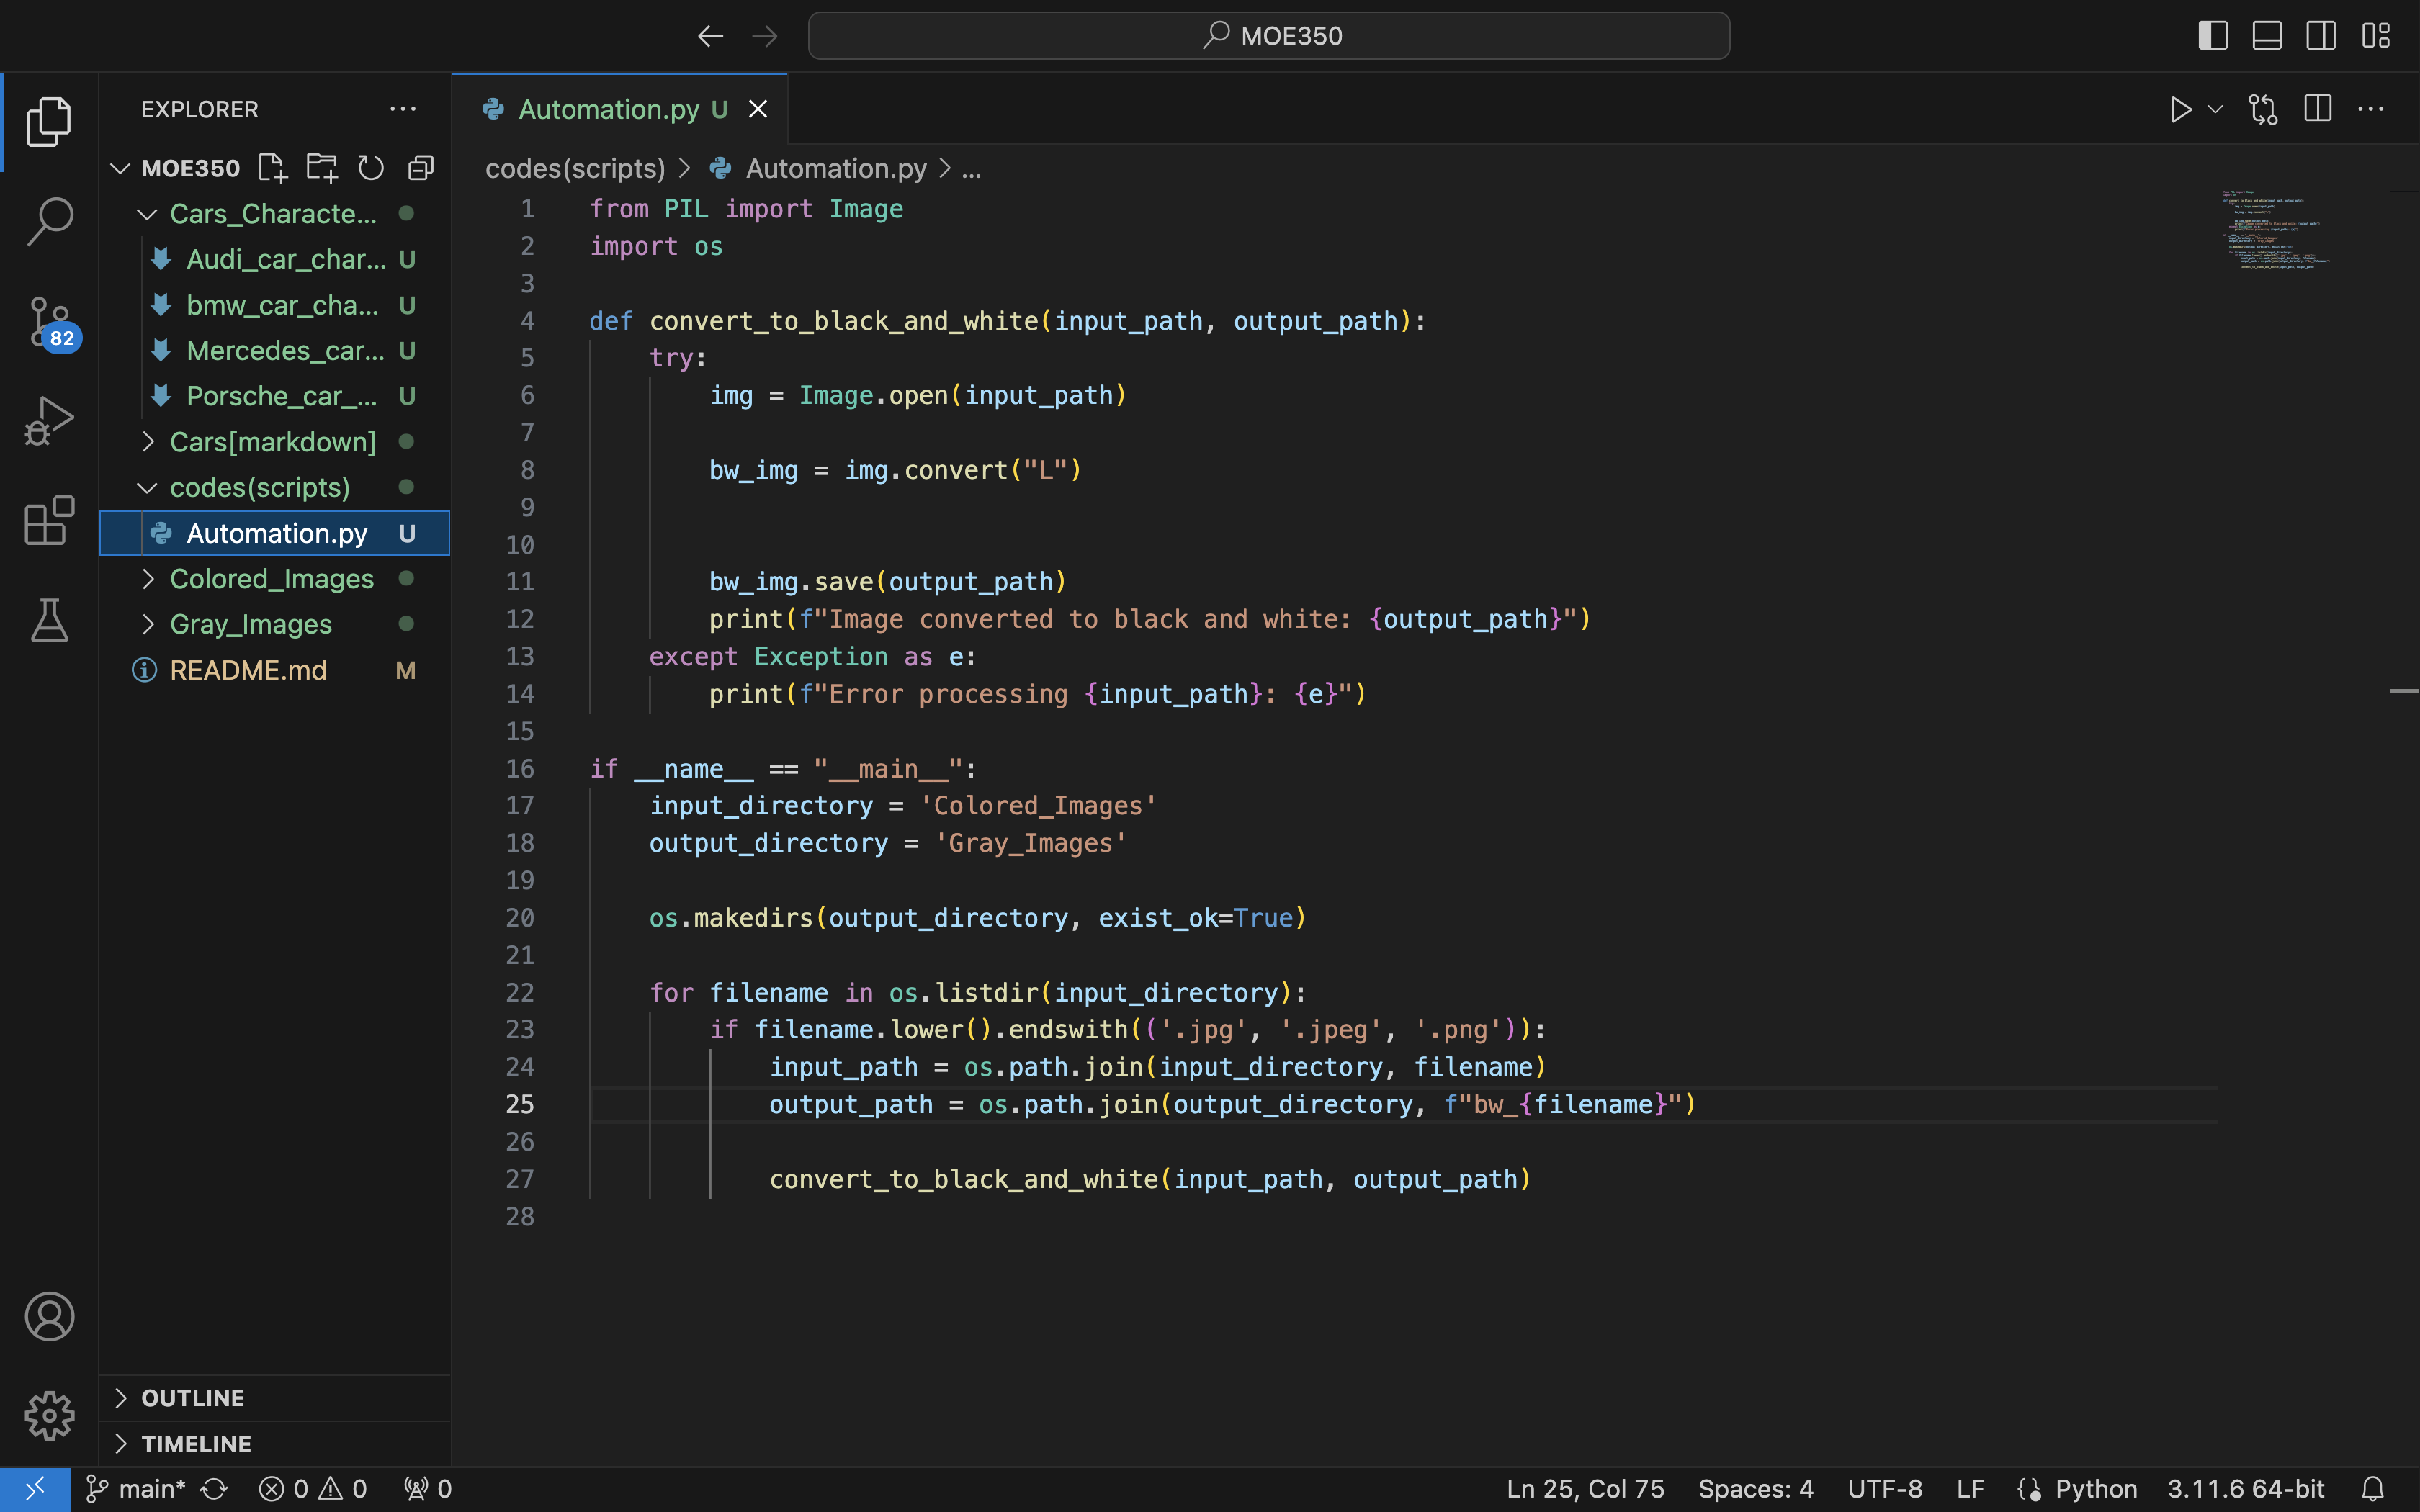 MOE350
EXPLORER
Automation.py U
MOE350
codes(scripts) > Automation.py > ...
Cars_Characte...
Audi_car_char... U
bmw_car_cha... U
Mercedes_car... U
Porsche_car_... U
Cars[markdown]
codes(scripts)
Automation.py U
Colored_Images
Gray_Images
README.md M
82
1 from PIL import Image
2 import os
3
4 def convert_to_black_and_white(input_path, output_path):
5 try:
6 img = Image.open(input_path)
7
8 bw_img = img.convert("L")
9
10
11 bw_img.save(output_path)
12 print(f"Image converted to black and white: {output_path}")
13 except Exception as e:
14 print(f"Error processing {input_path}: {e}")
15
16 if __name__ == "__main__":
17 input_directory = 'Colored_Images'
18 output_directory = 'Gray_Images'
19
20 os.makedirs(output_directory, exist_ok=True)
21
22 for filename in os.listdir(input_directory):
23 if filename.lower().endswith(('.jpg', '.jpeg', '.png')):
24 input_path = os.path.join(input_directory, filename)
25 output_path = os.path.join(output_directory, f"bw_{filename}")
26
27 convert_to_black_and_white(input_path, output_path)
28
OUTLINE
TIMELINE
main* 0 0 0 Ln 25, Col 75 Spaces: 4 UTF-8 LF Python 3.11.6 64-bit